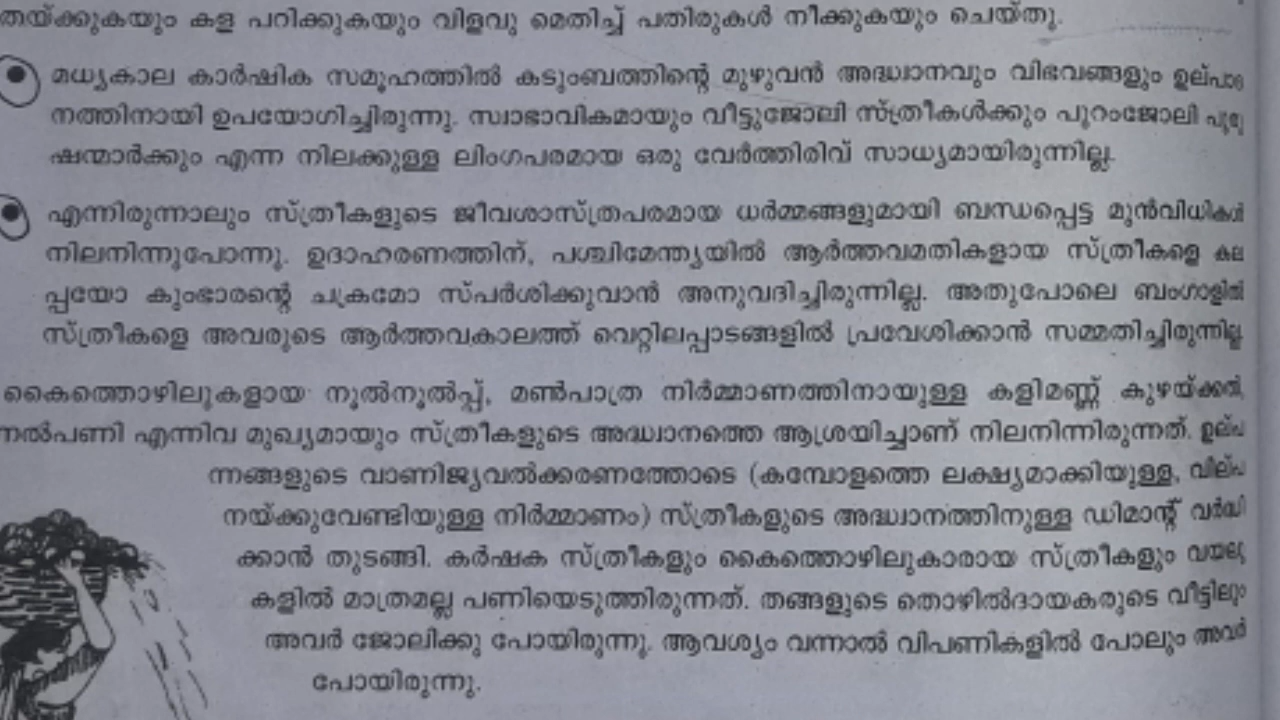 തയ്ക്കുകയും കള പറിക്കുകയും വിളവു മെതിച്ച് പതിരുകൾ നീക്കുകയും ചെയ്തു.
മധ്യകാല കാർഷിക സമൂഹത്തിൽ കുടുംബത്തിന്റെ മുഴുവൻ അദ്ധ്വാനവും വിഭവങ്ങളും ഉല്പാദ
നത്തിനായി ഉപയോഗിച്ചിരുന്നു. സ്വാഭാവികമായും വീട്ടുജോലി സ്ത്രീകൾക്കും പുറംജോലി പുരു
ഷന്മാർക്കും എന്ന നിലക്കുള്ള ലിംഗപരമായ ഒരു വേർത്തിരിവ് സാധ്യമായിരുന്നില്ല.
എന്നിരുന്നാലും സ്ത്രീകളുടെ ജീവശാസ്ത്രപരമായ ധർമ്മങ്ങളുമായി ബന്ധപ്പെട്ട മുൻവിധികൾ
നിലനിന്നുപോന്നു. ഉദാഹരണത്തിന്, പശ്ചിമേന്ത്യയിൽ ആർത്തവമതികളായ സ്ത്രീകളെ കല
പ്പയോ കുംഭാരന്റെ ചക്രമോ സ്പർശിക്കുവാൻ അനുവദിച്ചിരുന്നില്ല. അതുപോലെ ബംഗാളിൽ
സ്ത്രീകളെ അവരുടെ ആർത്തവകാലത്ത് വെറ്റിലപ്പാടങ്ങളിൽ പ്രവേശിക്കാൻ സമ്മതിച്ചിരുന്നില്ല.
കൈത്തൊഴിലുകളായ നൂൽനൂൽപ്പ്, മൺപാത്ര നിർമ്മാണത്തിനായുള്ള കളിമണ്ണ് കുഴയ്ക്കൽ,
നൽപണി എന്നിവ മുഖ്യമായും സ്ത്രീകളുടെ അദ്ധ്വാനത്തെ ആശ്രയിച്ചാണ് നിലനിന്നിരുന്നത്. ഉല്പ
ന്നങ്ങളുടെ വാണിജ്യവൽക്കരണത്തോടെ (കമ്പോളത്തെ ലക്ഷ്യമാക്കിയുള്ള, വില്പ
നയ്ക്കുവേണ്ടിയുള്ള നിർമ്മാണം) സ്ത്രീകളുടെ അദ്ധ്വാനത്തിനുള്ള ഡിമാന്റ് വർദ്ധി
ക്കാൻ തുടങ്ങി. കർഷക സ്ത്രീകളും കൈത്തൊഴിലുകാരായ സ്ത്രീകളും വയലു
കളിൽ മാത്രമല്ല പണിയെടുത്തിരുന്നത്. തങ്ങളുടെ തൊഴിൽദായകരുടെ വീട്ടിലും
അവർ ജോലിക്കു പോയിരുന്നു. ആവശ്യം വന്നാൽ വിപണികളിൽ പോലും അവർ
പോയിരുന്നു.